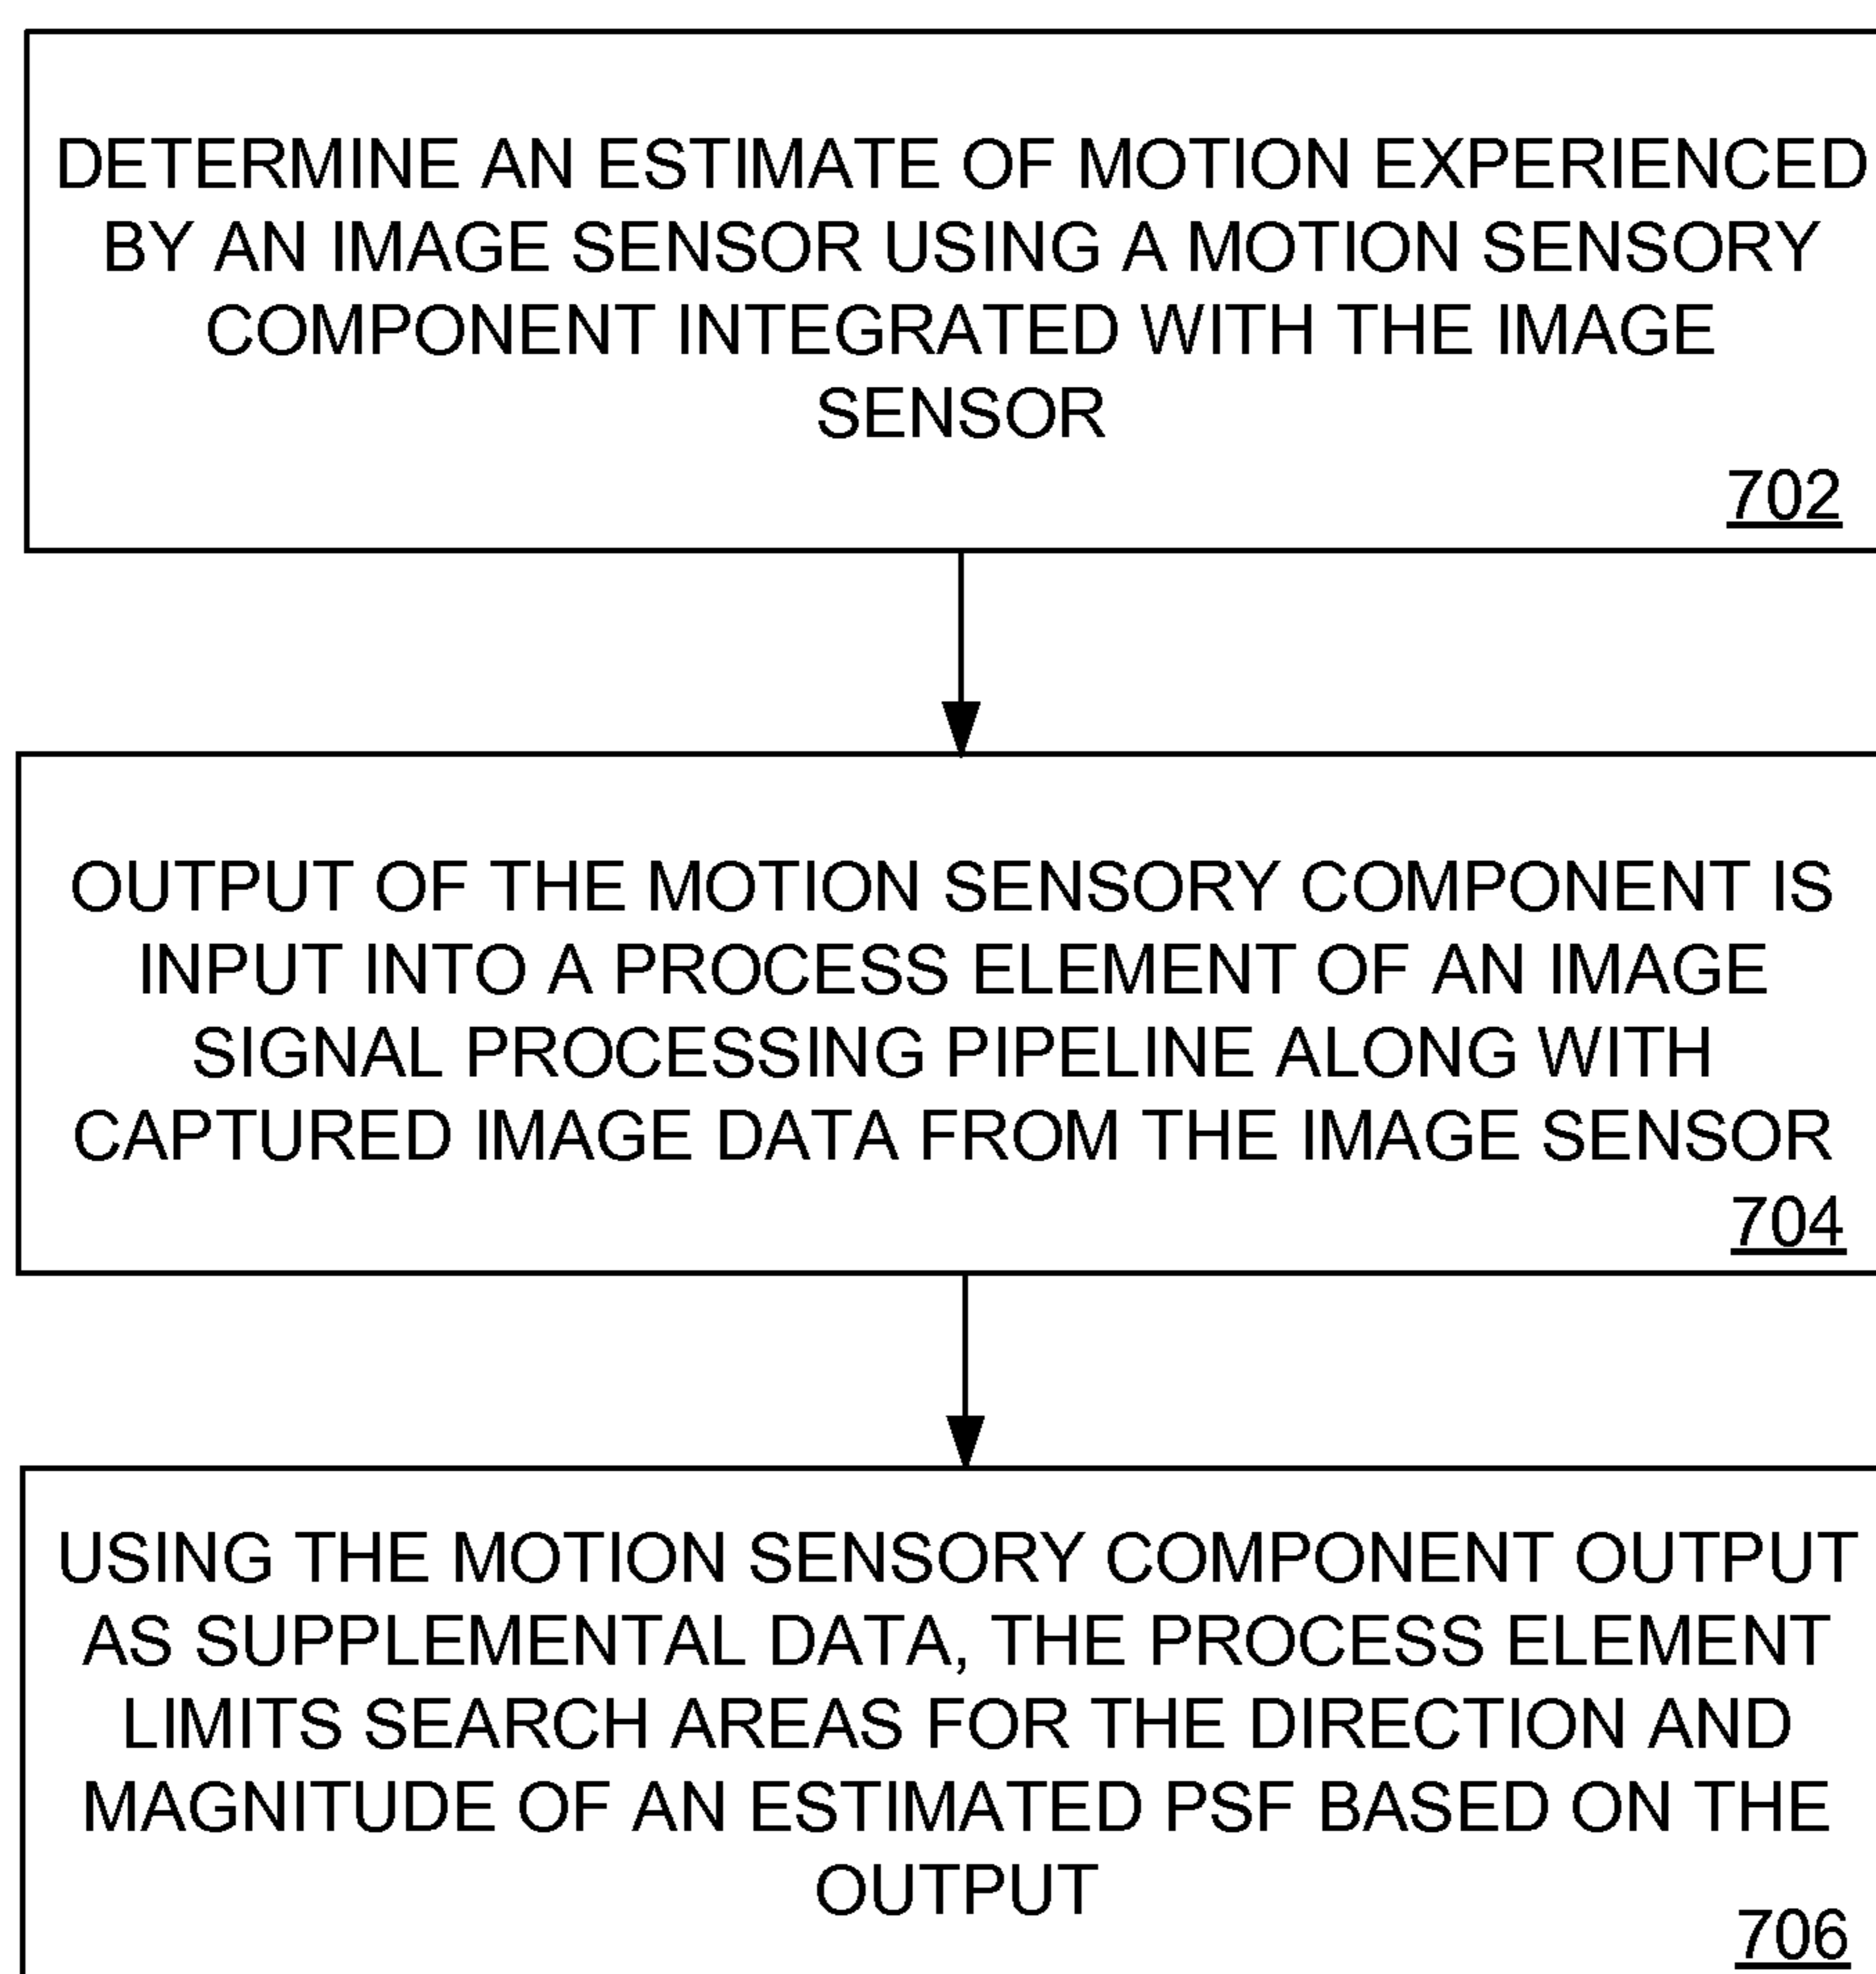 DETERMINE AN ESTIMATE OF MOTION EXPERIENCED
BY AN IMAGE SENSOR USING A MOTION SENSORY
COMPONENT INTEGRATED WITH THE IMAGE
SENSOR
702
OUTPUT OF THE MOTION SENSORY COMPONENT IS
INPUT INTO A PROCESS ELEMENT OF AN IMAGE
SIGNAL PROCESSING PIPELINE ALONG WITH
CAPTURED IMAGE DATA FROM THE IMAGE SENSOR
704
USING THE MOTION SENSORY COMPONENT OUTPUT
AS SUPPLEMENTAL DATA, THE PROCESS ELEMENT
LIMITS SEARCH AREAS FOR THE DIRECTION AND
MAGNITUDE OF AN ESTIMATED PSF BASED ON THE
OUTPUT
706